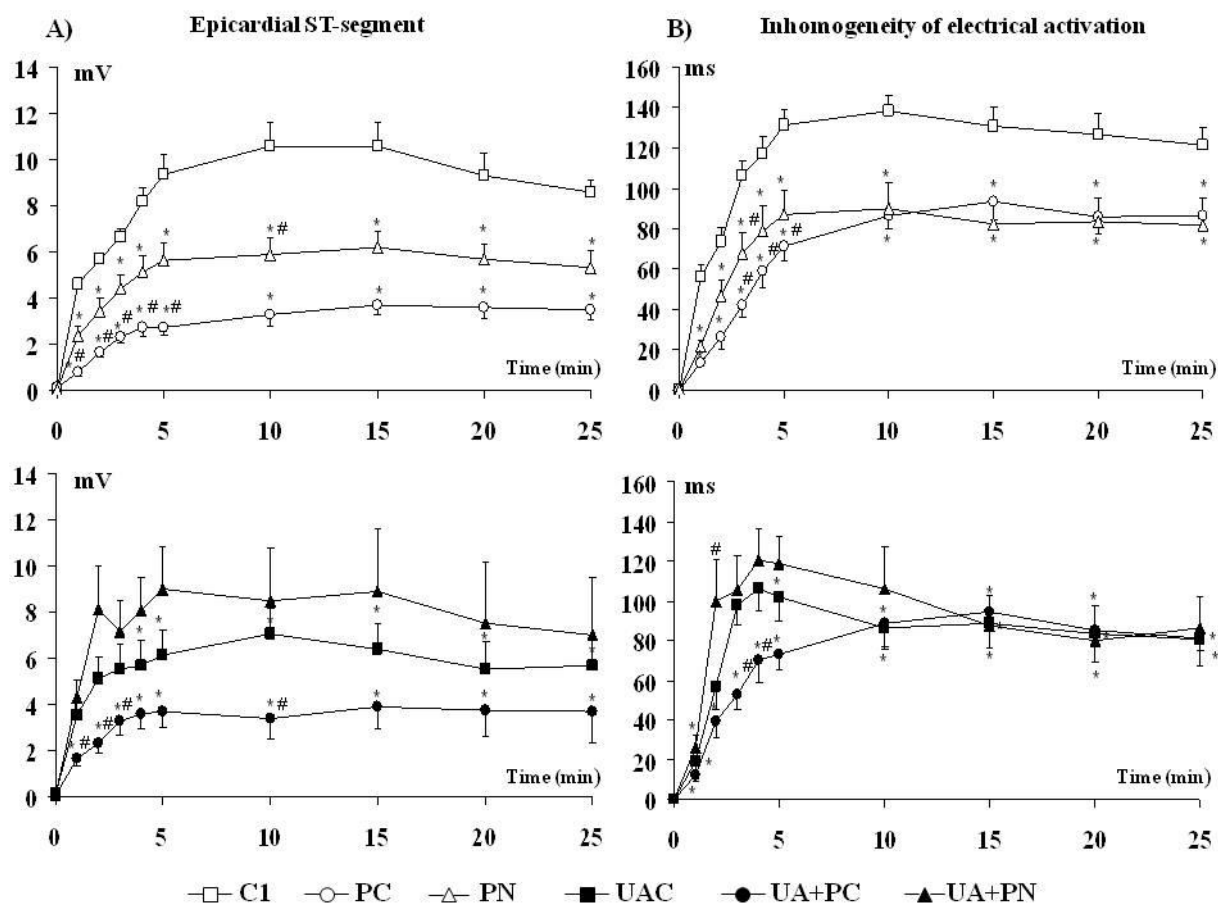 A) Epicardial ST-segment
B) Inhomogeneity of electrical activation
mV
14
12
10
8
6
4
2
0
* # * # * # * # * # * * * *
* * * * * * # * * *
Time (min)
0 5 10 15 20 25
ms
160
140
120
100
80
60
40
20
0
Time (min)
0 5 10 15 20 25
mV
14
12
10
8
6
4
2
0
Time (min)
0 5 10 15 20 25
ms
160
140
120
100
80
60
40
20
0
Time (min)
0 5 10 15 20 25
C1 PC PN UAC UA+PC UA+PN